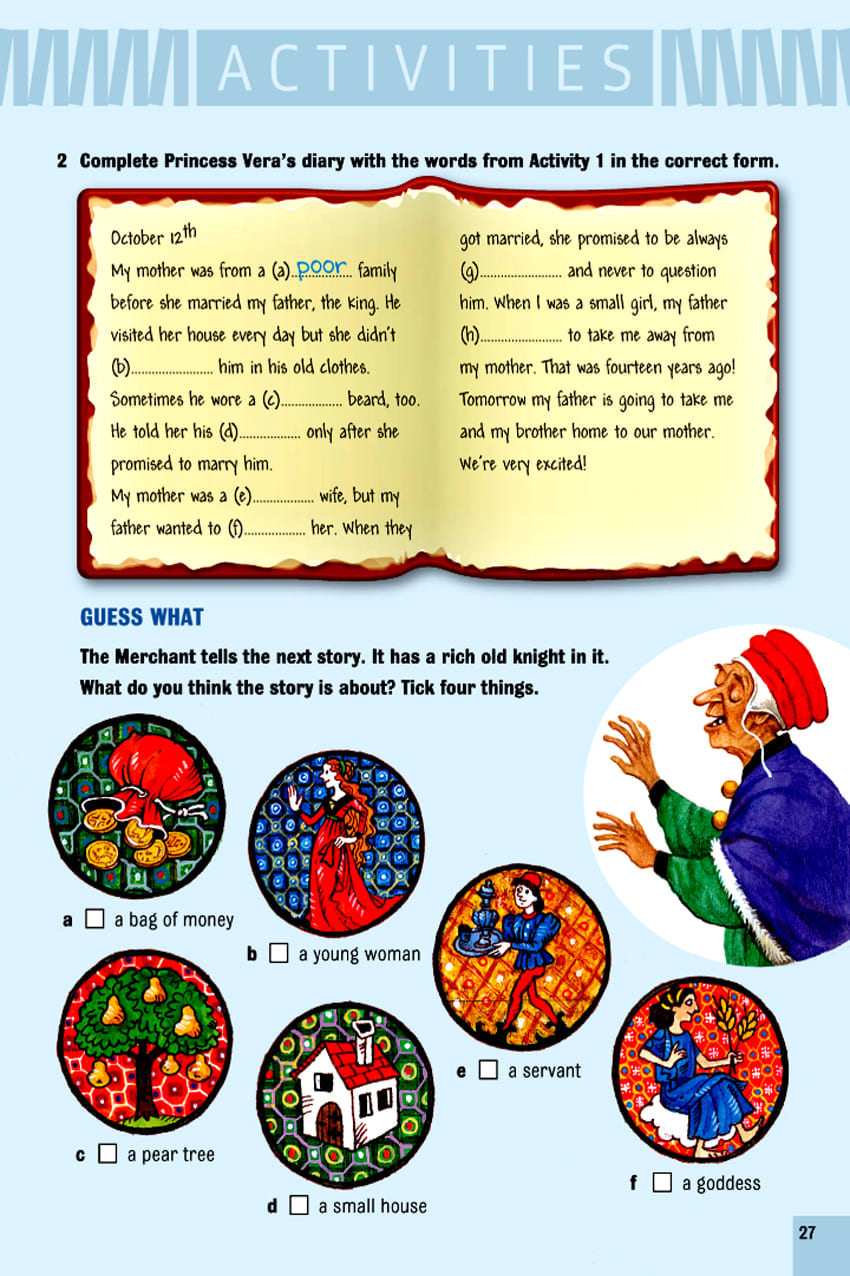 ACTIVITIES
2 Complete Princess Vera's diary with the words from Activity 1 in the correct form.
October 12th
My mother was from a (a)..poor.. family
before she married my father, the King. He
visited her house every day but she didn't
(b)........................ him in his old clothes.
Sometimes he wore a (c).................. beard, too.
He told her his (d).................. only after she
promised to marry him.
My mother was a (e).................. wife, but my
father wanted to (f).................. her. When they
got married, she promised to be always
(g)........................ and never to question
him. When I was a small girl, my father
(h)........................ to take me away from
my mother. That was fourteen years ago!
Tomorrow my father is going to take me
and my brother home to our mother.
We're very excited!
GUESS WHAT
The Merchant tells the next story. It has a rich old knight in it.
What do you think the story is about? Tick four things.
a a bag of money
b a young woman
c a pear tree
d a small house
e a servant
f a goddess
27